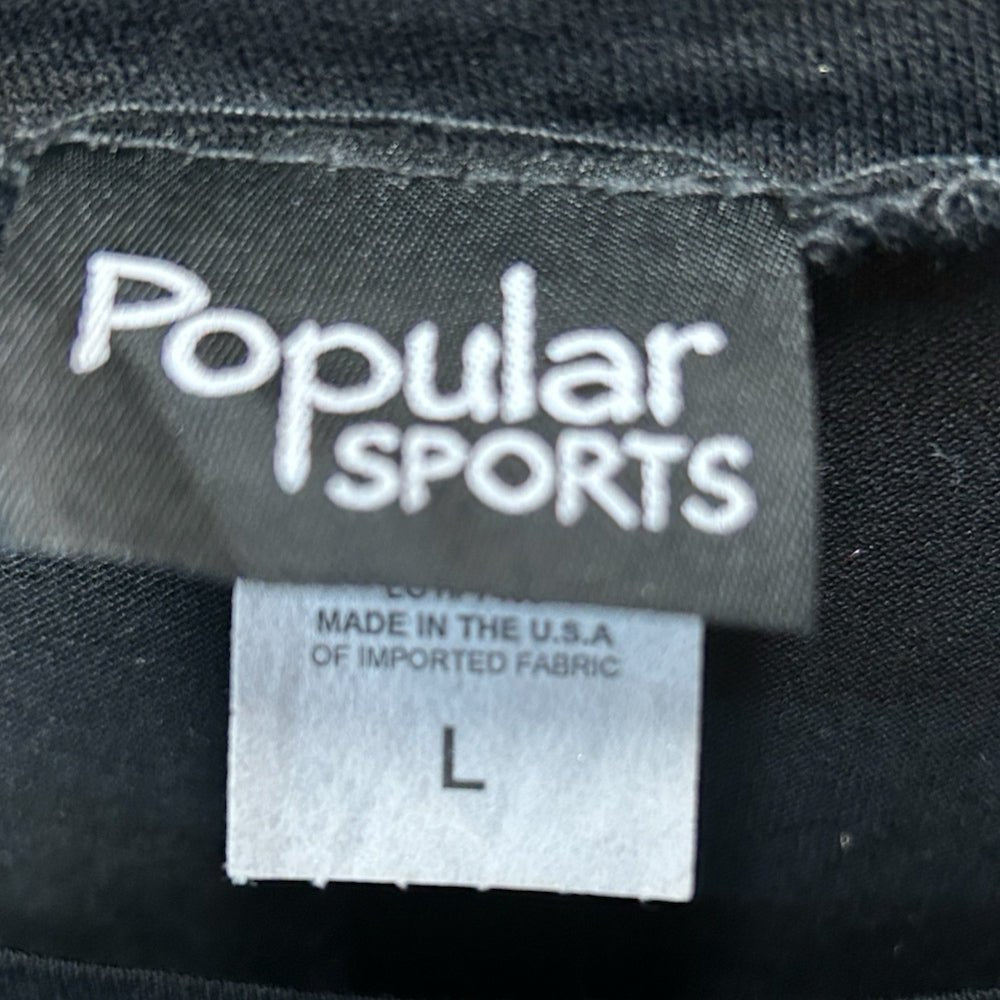 Popular
SPORTS
MADE IN THE U.S.A
OF IMPORTED FABRIC
L